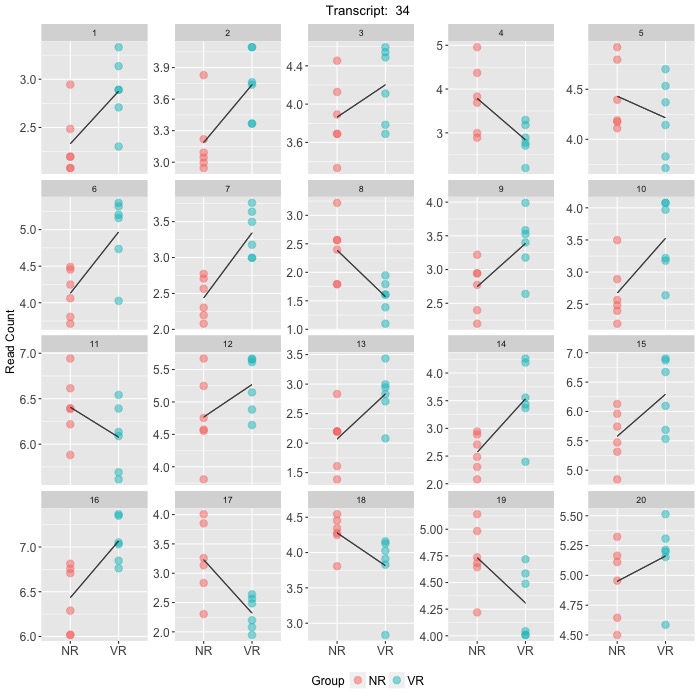 Transcript: 34
1 2 3 4 5
3.0 2.5 3.9 3.6 3.3 3.0 4.4 4.0 3.6 5 4 3 4.5 4.0
6 7 8 9 10
5.0 4.5 4.0 3.5 3.0 2.5 2.0 3.0 2.5 2.0 1.5 1.0 4.0 3.5 3.0 2.5 4.0 3.5 3.0 2.5
Read Count
11 12 13 14 15
7.0 6.5 6.0 5.5 5.0 4.5 4.0 3.5 3.0 2.5 2.0 1.5 4.0 3.5 3.0 2.5 2.0 7.0 6.5 6.0 5.5 5.0
16 17 18 19 20
7.0 6.5 6.0 4.0 3.5 3.0 2.5 2.0 4.5 4.0 3.5 3.0 5.00 4.75 4.50 4.25 4.00 5.50 5.25 5.00 4.75 4.50
NR VR NR VR NR VR NR VR NR VR
Group NR VR